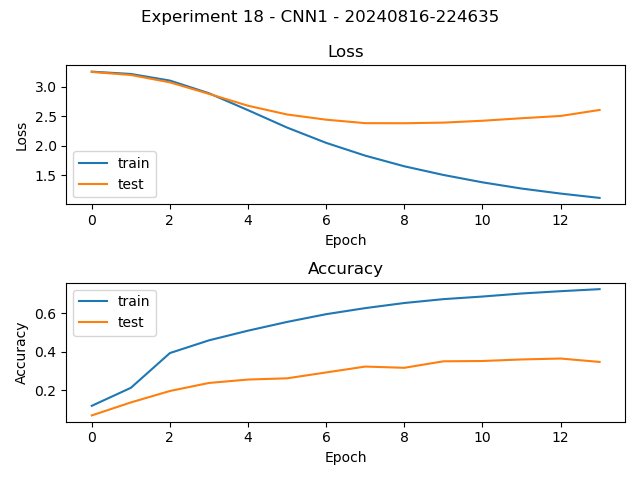 Experiment 18 - CNN1 - 20240816-224635
Loss
3.0
2.5
2.0
1.5
Loss
train
test
0 2 4 6 8 10 12
Epoch
Accuracy
0.6
0.4
0.2
Accuracy
train
test
0 2 4 6 8 10 12
Epoch